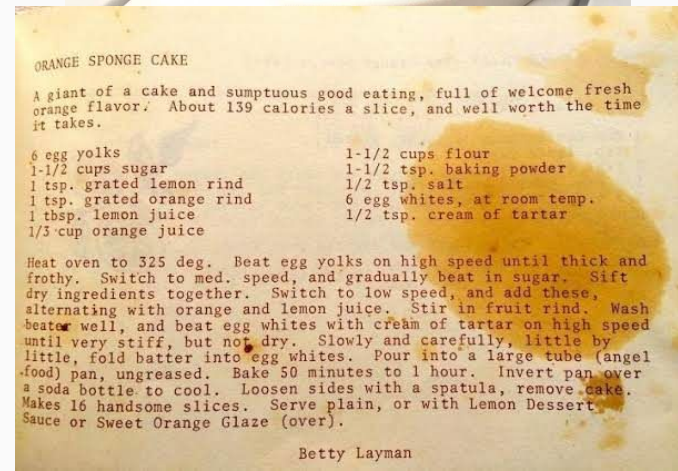 ORANGE SPONGE CAKE
A giant of a cake and sumptuous good eating, full of welcome fresh
orange flavor. About 139 calories a slice, and well worth the time
it takes.
6 egg yolks
1-1/2 cups sugar
1 tsp. grated lemon rind
1 tsp. grated orange rind
1 tbsp. lemon juice
1/3 cup orange juice
1-1/2 cups flour
1-1/2 tsp. baking powder
1/2 tsp. salt
6 egg whites, at room temp.
1/2 tsp. cream of tartar
Heat oven to 325 deg. Beat egg yolks on high speed until thick and
frothy. Switch to med. speed, and gradually beat in sugar. Sift
dry ingredients together. Switch to low speed, and add these,
alternating with orange and lemon juice. Stir in fruit rind. Wash
beater well, and beat egg whites with cream of tartar on high speed
until very stiff, but not dry. Slowly and carefully, little by
little, fold batter into egg whites. Pour into a large tube (angel
food) pan, ungreased. Bake 50 minutes to 1 hour. Invert pan over
a soda bottle to cool. Loosen sides with a spatula, remove cake.
Makes 16 handsome slices. Serve plain, or with Lemon Dessert
Sauce or Sweet Orange Glaze (over).
Betty Layman